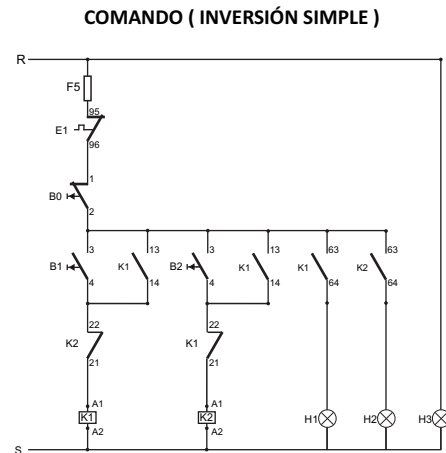 COMANDO ( INVERSIÓN SIMPLE )
R
F5
95
E1
96
1
B0
2
3 13 3 13 63 63
B1 K1 B2 K1 K1 K2
4 14 4 14 64 64
22 22
K2 K1
21 21
A1 A1
K1 K2 H1 H2 H3
A2 A2
S